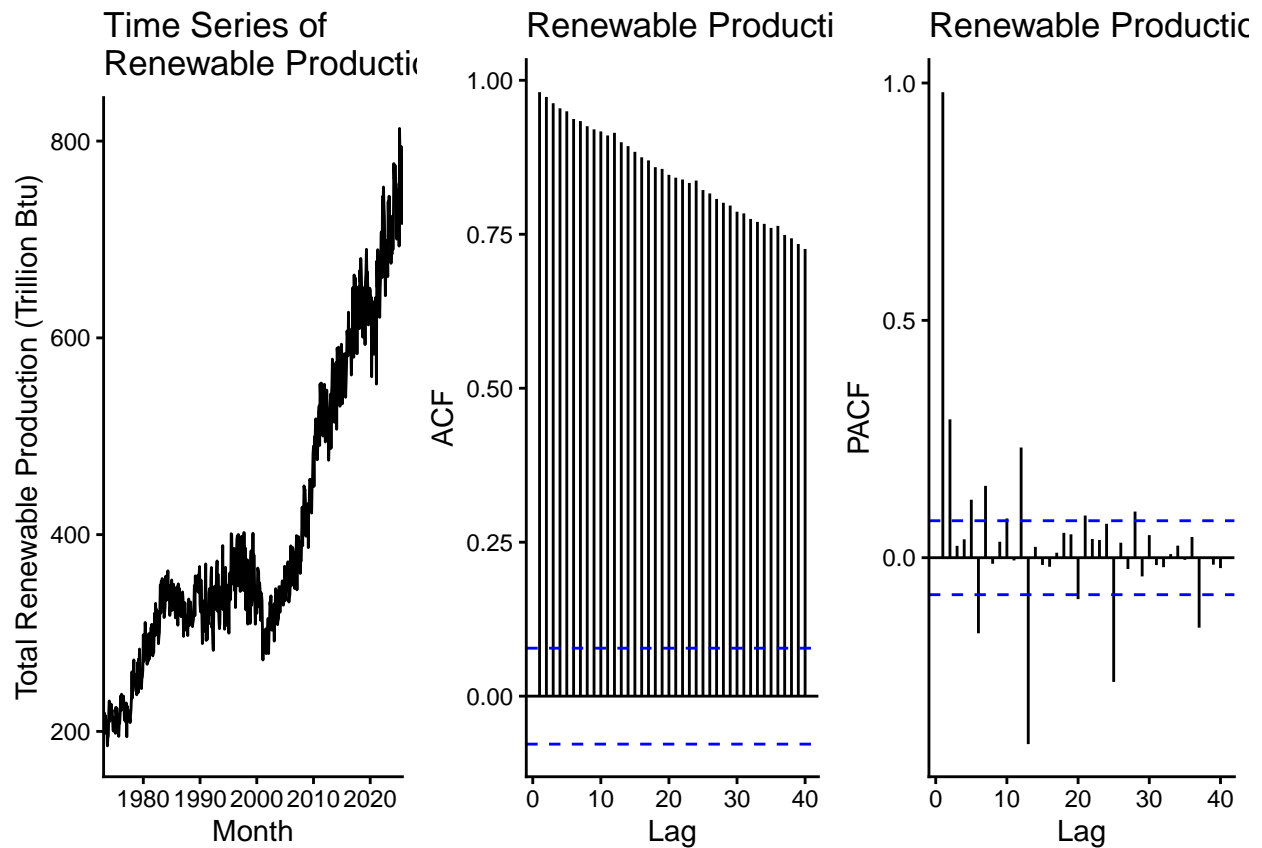 Time Series of
Renewable Productio
Total Renewable Production (Trillion Btu)
800
600
400
200
1980 1990 2000 2010 2020
Month
Renewable Producti
ACF
1.00
0.75
0.50
0.25
0.00
0 10 20 30 40
Lag
Renewable Productio
PACF
1.0
0.5
0.0
0 10 20 30 40
Lag